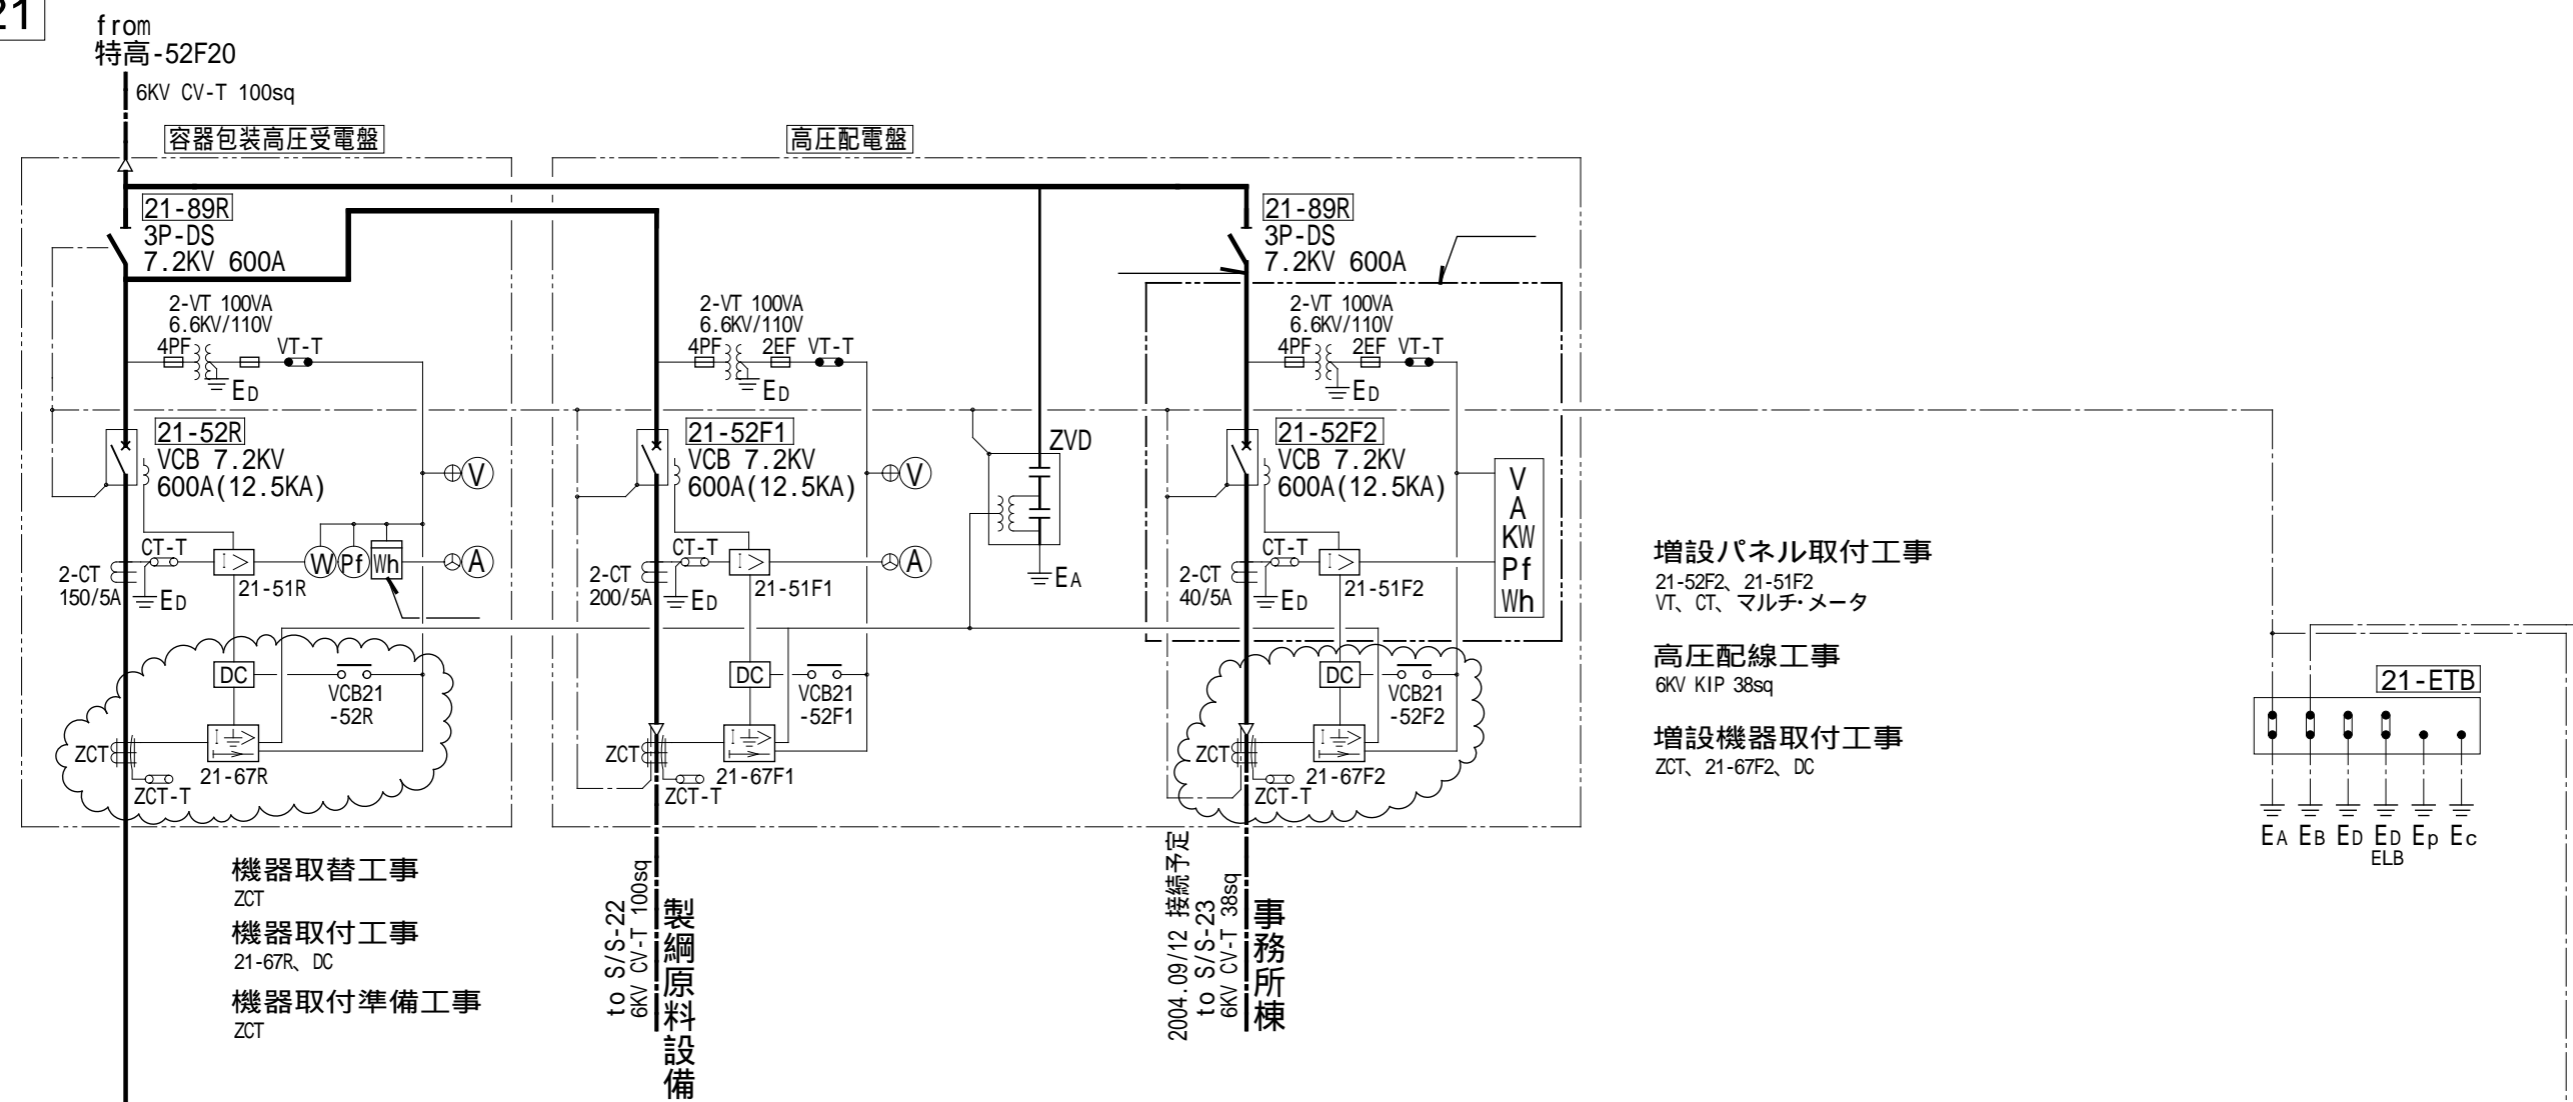 21
from
特高-52F20
6KV CV-T 100sq
容器包装高圧受電盤
高圧配電盤
21-89R
3P-DS
7.2KV 600A
21-89R
3P-DS
7.2KV 600A
2-VT 100VA
6.6KV/110V
4PF
VT-T
ED
2-VT 100VA
6.6KV/110V
4PF
2EF
VT-T
ED
2-VT 100VA
6.6KV/110V
4PF
2EF
VT-T
ED
21-52R
VCB 7.2KV
600A(12.5KA)
V
21-52F1
VCB 7.2KV
600A(12.5KA)
V
ZVD
EA
21-52F2
VCB 7.2KV
600A(12.5KA)
V
A
KW
Pf
Wh
CT-T
I>
W
Pf
Wh
A
2-CT
150/5A
ED
21-51R
CT-T
I>
A
2-CT
200/5A
ED
21-51F1
CT-T
I>
2-CT
40/5A
ED
21-51F2
DC
VCB21
-52R
ZCT
I>
21-67R
ZCT-T
DC
VCB21
-52F1
ZCT
I>
21-67F1
ZCT-T
DC
VCB21
-52F2
ZCT
I>
21-67F2
ZCT-T
増設パネル取付工事
21-52F2、21-51F2
VT、CT、マルチ・メータ
高圧配線工事
6KV KIP 38sq
増設機器取付工事
ZCT、21-67F2、DC
21-ETB
EA
EB
ED
ED
ELB
Ep
Ec
機器取替工事
ZCT
機器取付工事
21-67R、DC
機器取付準備工事
ZCT
to S/S-22
6KV CV-T 100sq
製綱原料設備
2004.09/12 接続予定
to S/S-23
6KV CV-T 38sq
事務所棟